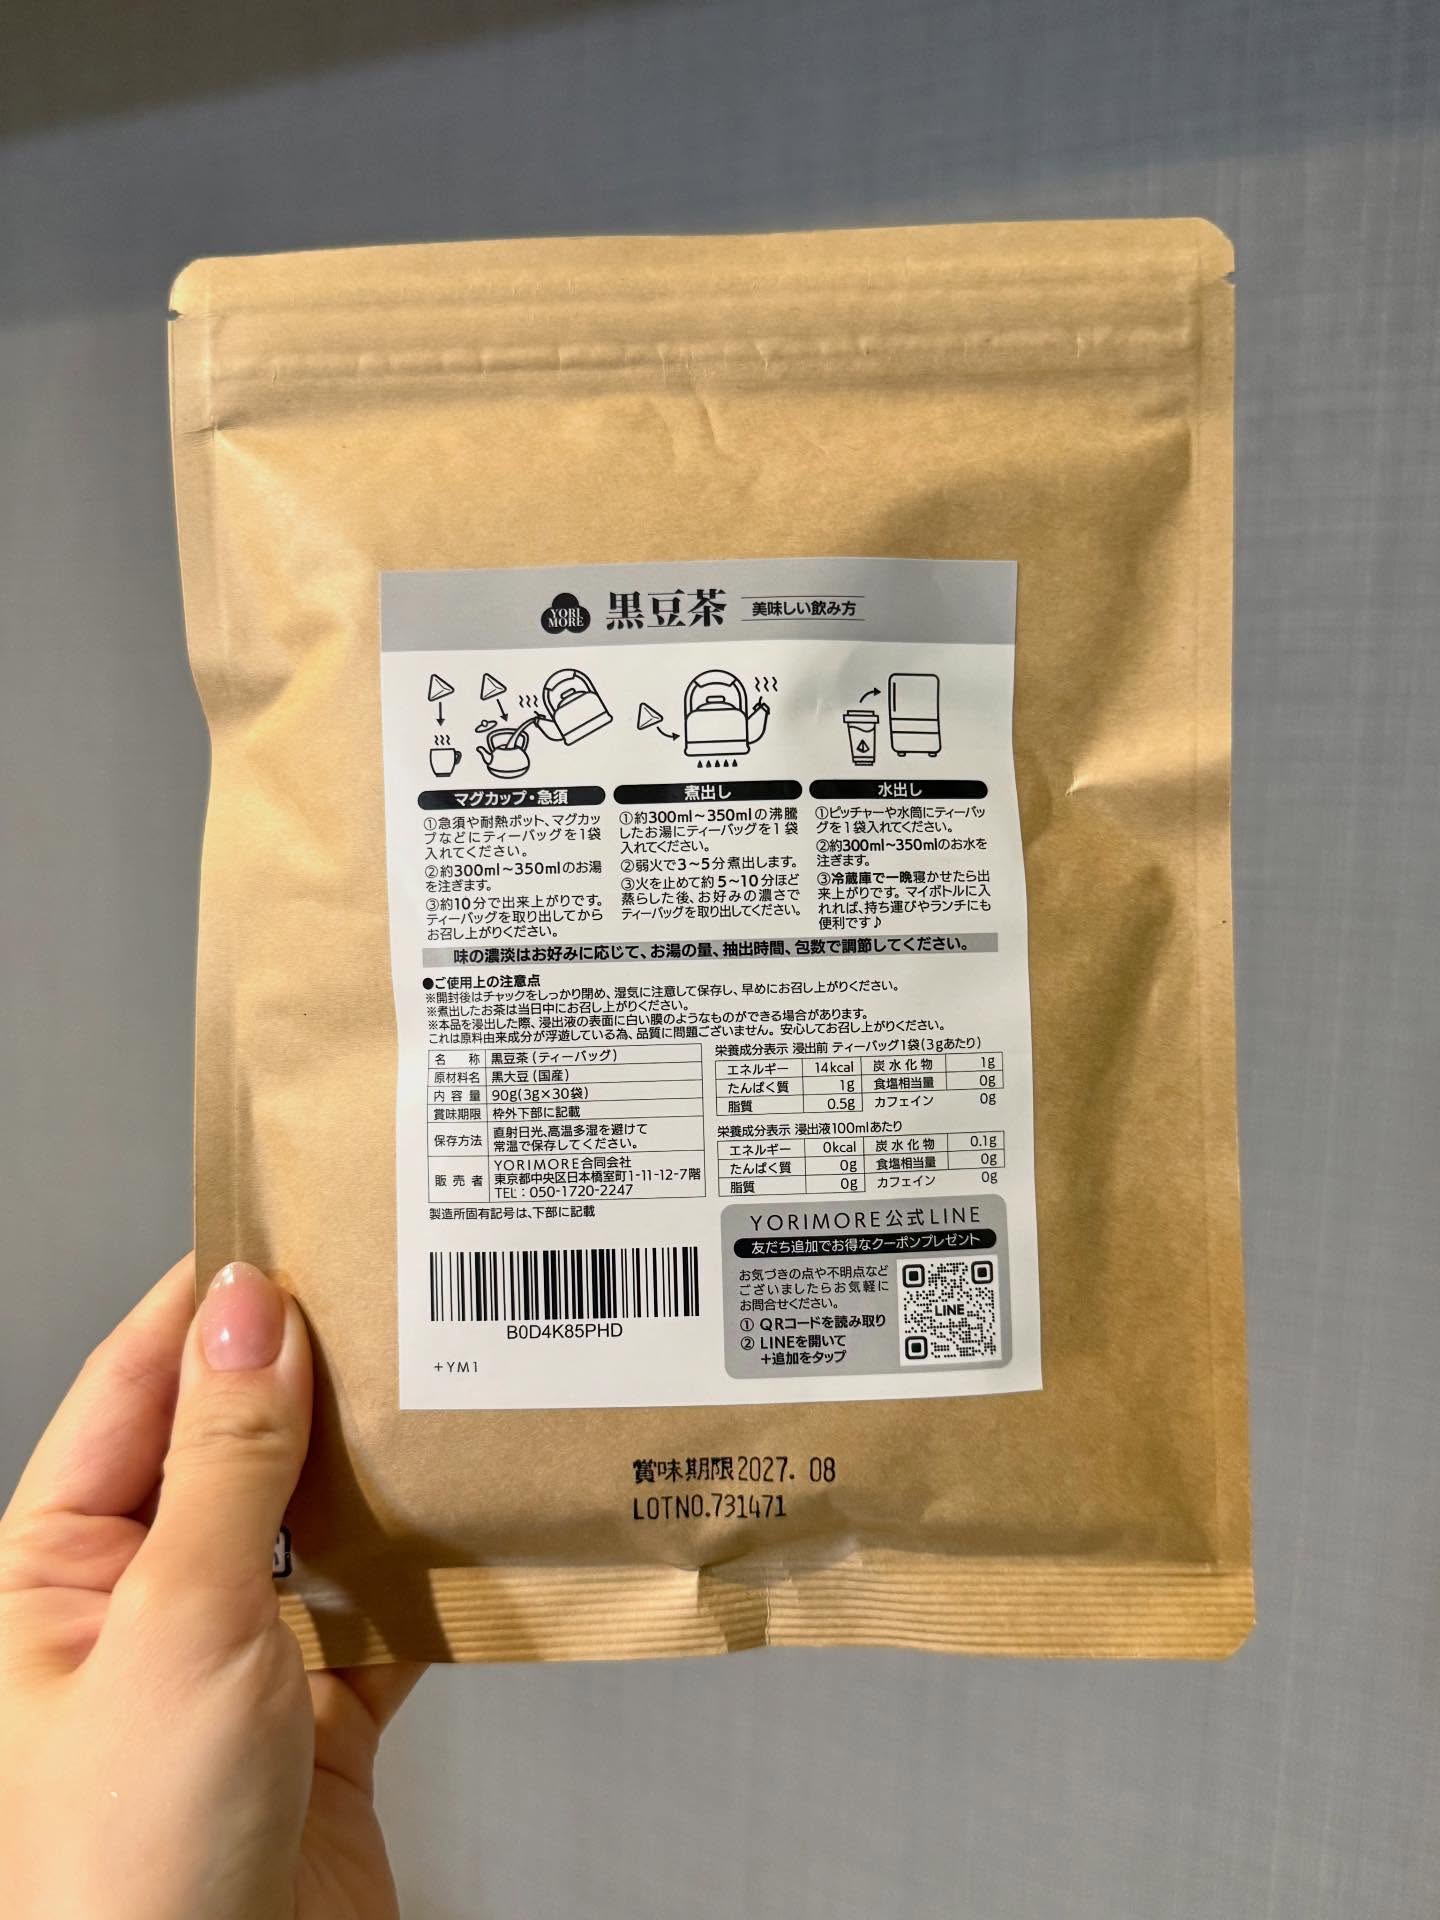 YORI
MORE
黒豆茶
美味しい飲み方
マグカップ・急須
①急須や耐熱ポット、マグカッ
プなどにティーバッグを1袋
入れてください。
②約300ml～350mlのお湯
を注ぎます。
③約10分で出来上がりです。
ティーバッグを取り出してから
お召し上がりください。
煮出し
①約300ml～350mlの沸騰
したお湯にティーバッグを1袋
入れてください。
②弱火で3～5分煮出します。
③火を止めて約5～10分ほど
蒸らした後、お好みの濃さで
ティーバッグを取り出してください。
水出し
①ピッチャーや水筒にティーバッ
グを1袋入れてください。
②約300ml～350mlのお水を
注ぎます。
③冷蔵庫で一晩寝かせたら出
来上がりです。マイボトルに入
れれば、持ち運びやランチにも
便利です♪
味の濃淡はお好みに応じて、お湯の量、抽出時間、包数で調節してください。
●ご使用上の注意点
※開封後はチャックをしっかり閉め、湿気に注意して保存し、早めにお召し上がりください。
※煮出したお茶は当日中にお召し上がりください。
※本品を浸出した際、浸出液の表面に白い膜のようなものができる場合があります。
これは原料由来成分が浮遊している為、品質に問題ございません。安心してお召し上がりください。
名称 黒豆茶（ティーバッグ）
原材料名 黒大豆（国産）
内容量 90g(3g×30袋)
賞味期限 枠外下部に記載
保存方法 直射日光、高温多湿を避けて
常温で保存してください。
販売者 YORIMORE合同会社
東京都中央区日本橋室町1-11-12-7階
TEL：050-1720-2247
製造所固有記号は、下部に記載
栄養成分表示 浸出前 ティーバッグ1袋(3gあたり)
エネルギー 14kcal 炭水化物 1g
たんぱく質 1g 食塩相当量 0g
脂質 0.5g カフェイン 0g
栄養成分表示 浸出液100mlあたり
エネルギー 0kcal 炭水化物 0.1g
たんぱく質 0g 食塩相当量 0g
脂質 0g カフェイン 0g
B0D4K85PHD
+YM1
YORIMORE公式LINE
友だち追加でお得なクーポンプレゼント
お気づきの点や不明点など
ございましたらお気軽に
お問合せください。
① QRコードを読み取り
② LINEを開いて
+追加をタップ
LINE
賞味期限2027. 08
LOTNO.731471